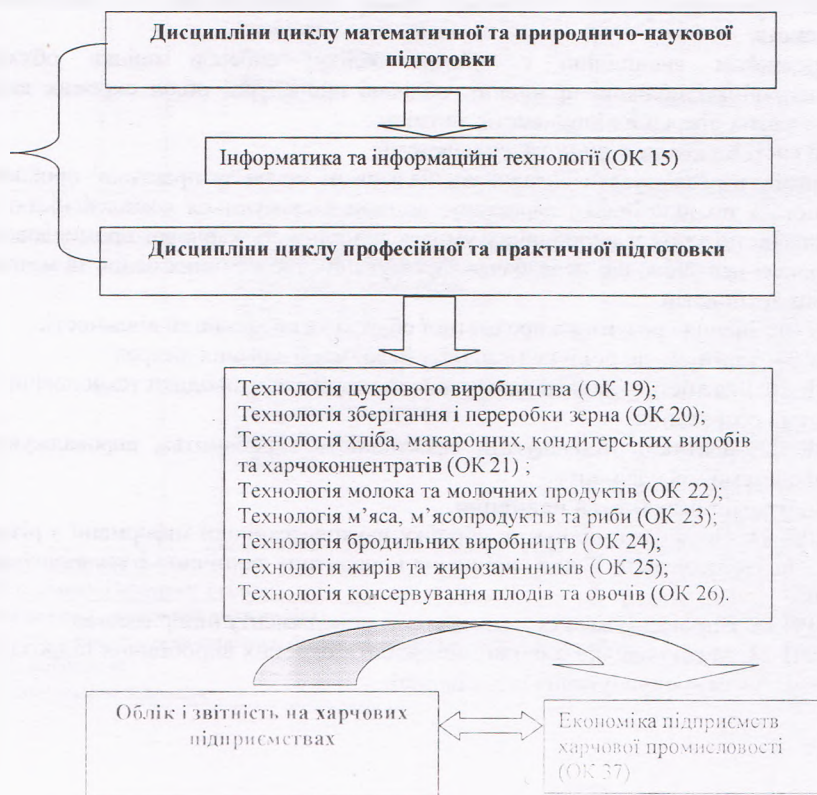 Дисципліни циклу математичної та природничо-наукової
підготовки
Інформатика та інформаційні технології (ОК 15)
Дисципліни циклу професійної та практичної підготовки
Технологія цукрового виробництва (ОК 19);
Технологія зберігання і переробки зерна (ОК 20);
Технологія хліба, макаронних, кондитерських виробів
та харчоконцентратів (ОК 21) ;
Технологія молока та молочних продуктів (ОК 22);
Технологія м’яса, м’ясопродуктів та риби (ОК 23);
Технологія бродильних виробництв (ОК 24);
Технологія жирів та жирозамінників (ОК 25);
Технологія консервування плодів та овочів (ОК 26).
Облік і звітність на харчових
підприємствах
Економіка підприємств
харчової промисловості
(ОК 37)